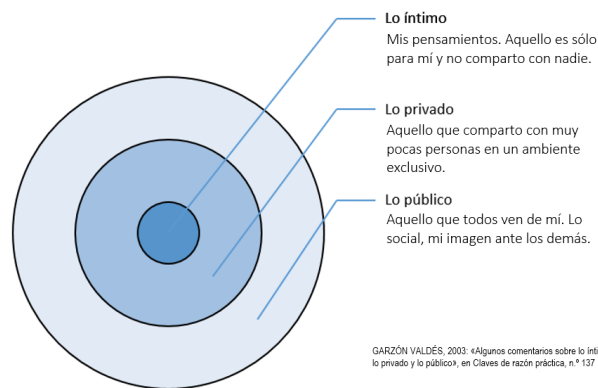 Lo íntimo
Mis pensamientos. Aquello es sólo
para mí y no comparto con nadie.
Lo privado
Aquello que comparto con muy
pocas personas en un ambiente
exclusivo.
Lo público
Aquello que todos ven de mí. Lo
social, mi imagen ante los demás.
GARZÓN VALDÉS, 2003: «Algunos comentarios sobre lo ínti
lo privado y lo público», en Claves de razón práctica, n.º 137